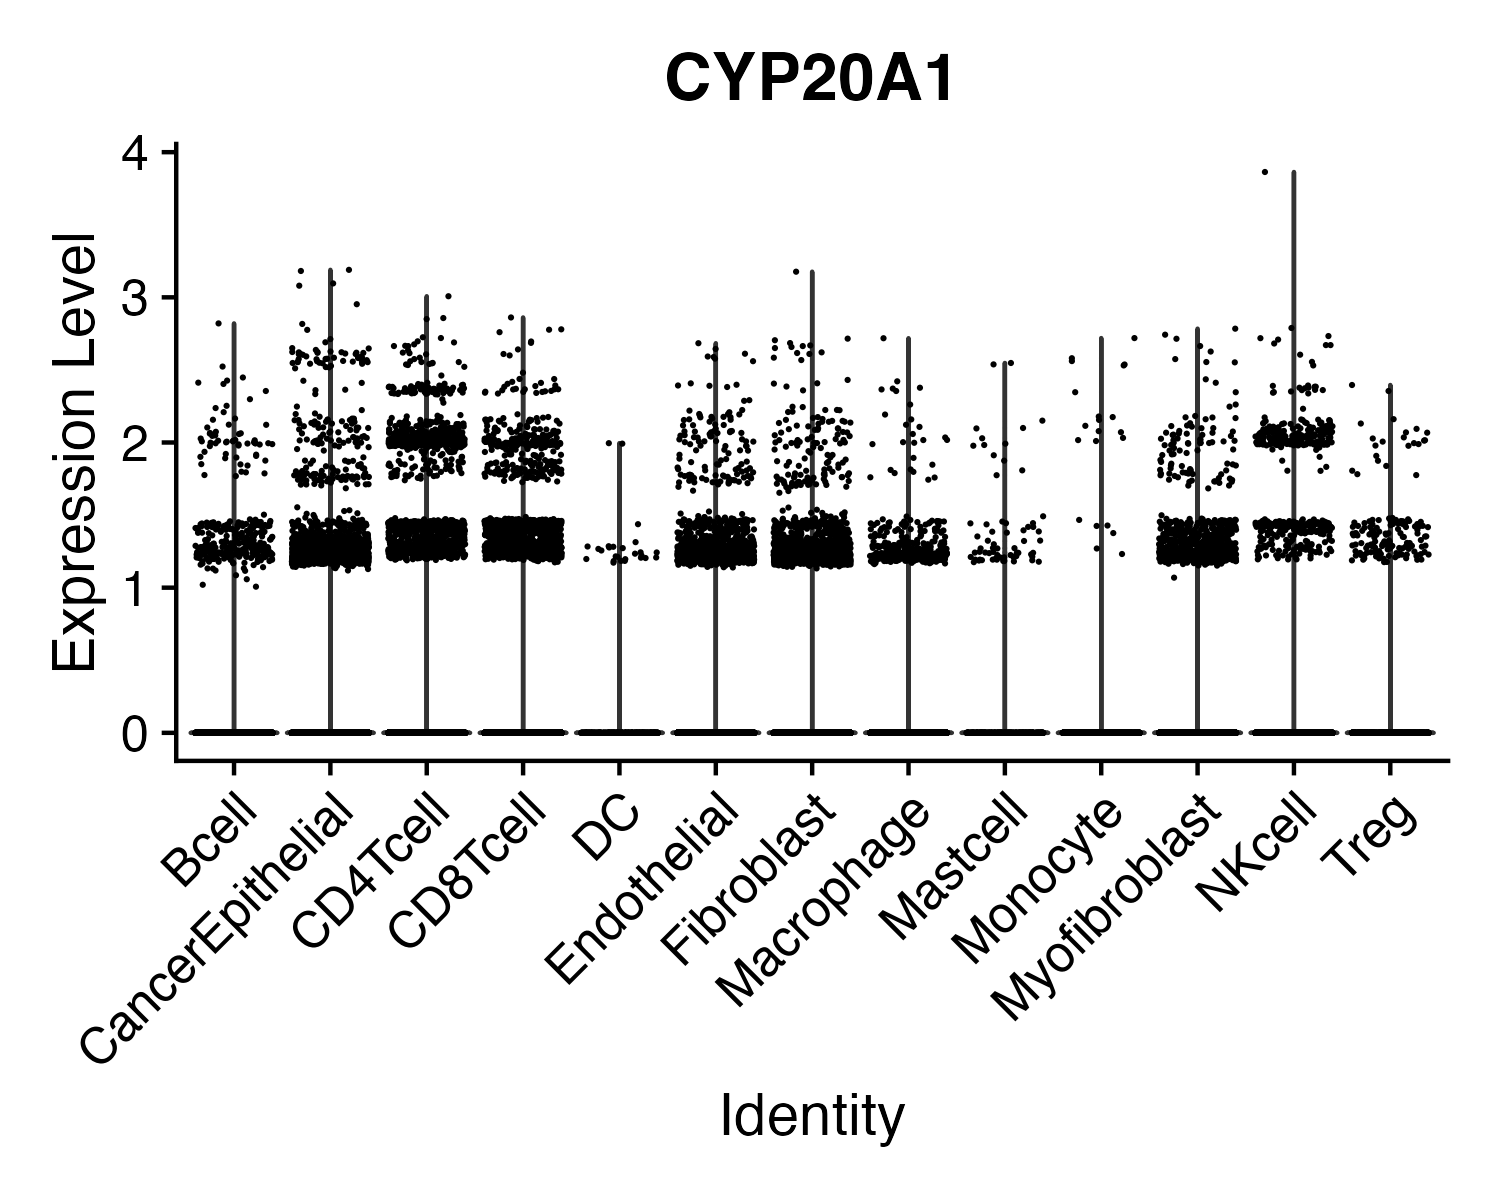 CYP20A1
Expression Level
4
3
2
1
0
Bcell
CancerEpithelial
CD4Tcell
CD8Tcell
DC
Endothelial
Fibroblast
Macrophage
Mastcell
Monocyte
Myofibroblast
NKcell
Treg
Identity